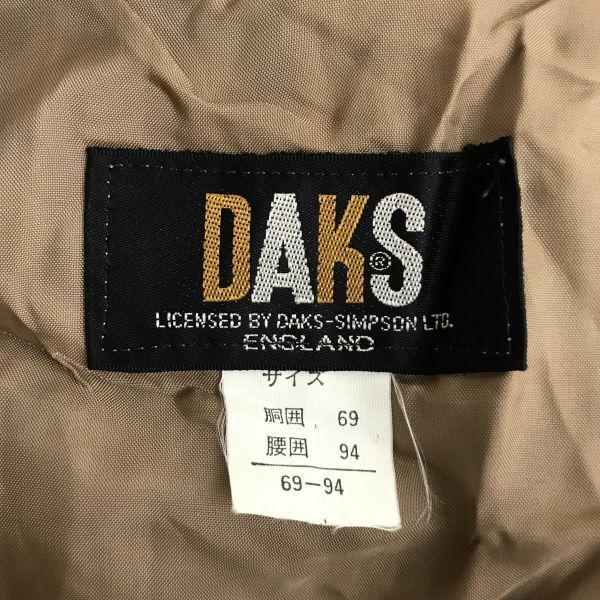 DAKS®
LICENSED BY DAKS-SIMPSON LTD.
ENGLAND
サイズ
胴囲 69
腰囲 94
69-94